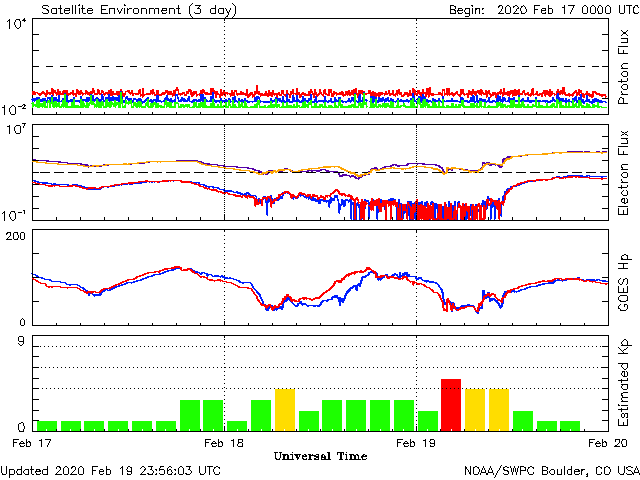 Satellite Environment (3 day)
Begin: 2020 Feb 17 0000 UTC
10⁴
10⁻²
Proton Flux
10⁷
10⁻¹
Electron Flux
200
0
GOES Hp
9
0
Estimated Kp
Feb 17
Feb 18
Feb 19
Feb 20
Universal Time
Updated 2020 Feb 19 23:56:03 UTC
NOAA/SWPC Boulder, CO USA